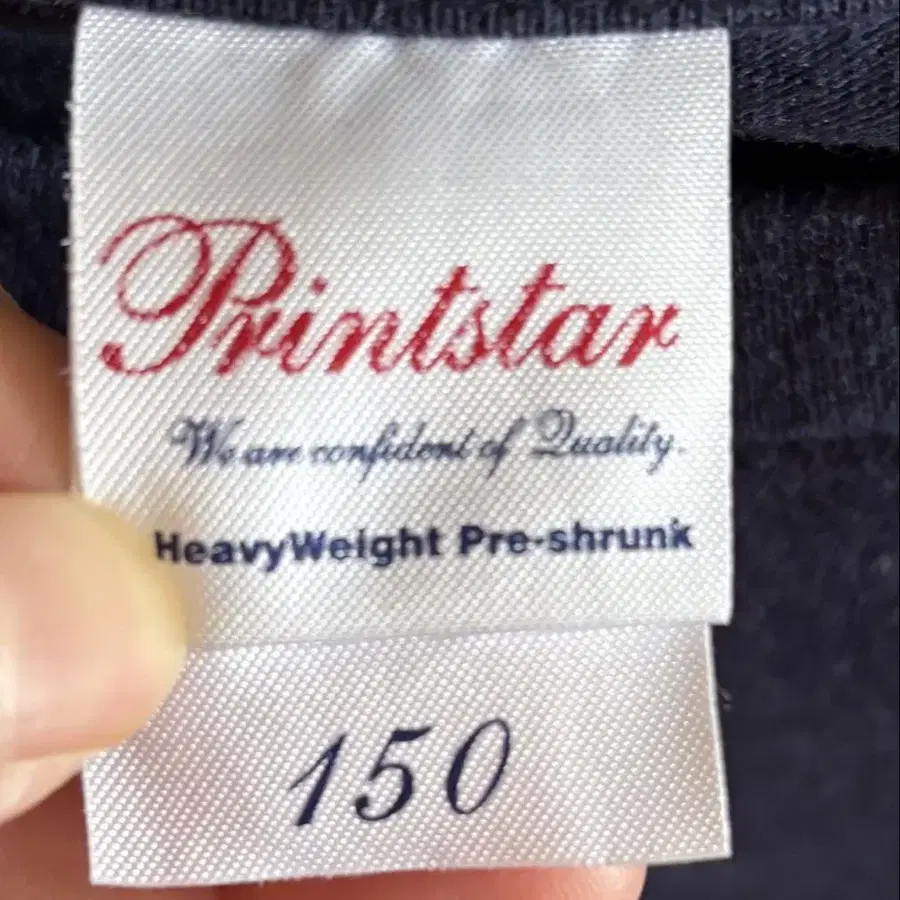 Printstar
We are confident of Quality.
HeavyWeight Pre-shrunk
150